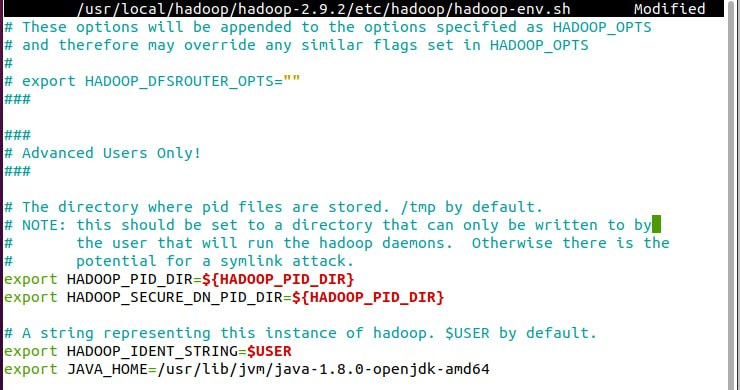 /usr/local/hadoop/hadoop-2.9.2/etc/hadoop/hadoop-env.sh Modified
# These options will be appended to the options specified as HADOOP_OPTS
# and therefore may override any similar flags set in HADOOP_OPTS
#
# export HADOOP_DFSROUTER_OPTS=""
###
###
# Advanced Users Only!
###
# The directory where pid files are stored. /tmp by default.
# NOTE: this should be set to a directory that can only be written to by
#       the user that will run the hadoop daemons.  Otherwise there is the
#       potential for a symlink attack.
export HADOOP_PID_DIR=${HADOOP_PID_DIR}
export HADOOP_SECURE_DN_PID_DIR=${HADOOP_PID_DIR}
# A string representing this instance of hadoop. $USER by default.
export HADOOP_IDENT_STRING=$USER
export JAVA_HOME=/usr/lib/jvm/java-1.8.0-openjdk-amd64